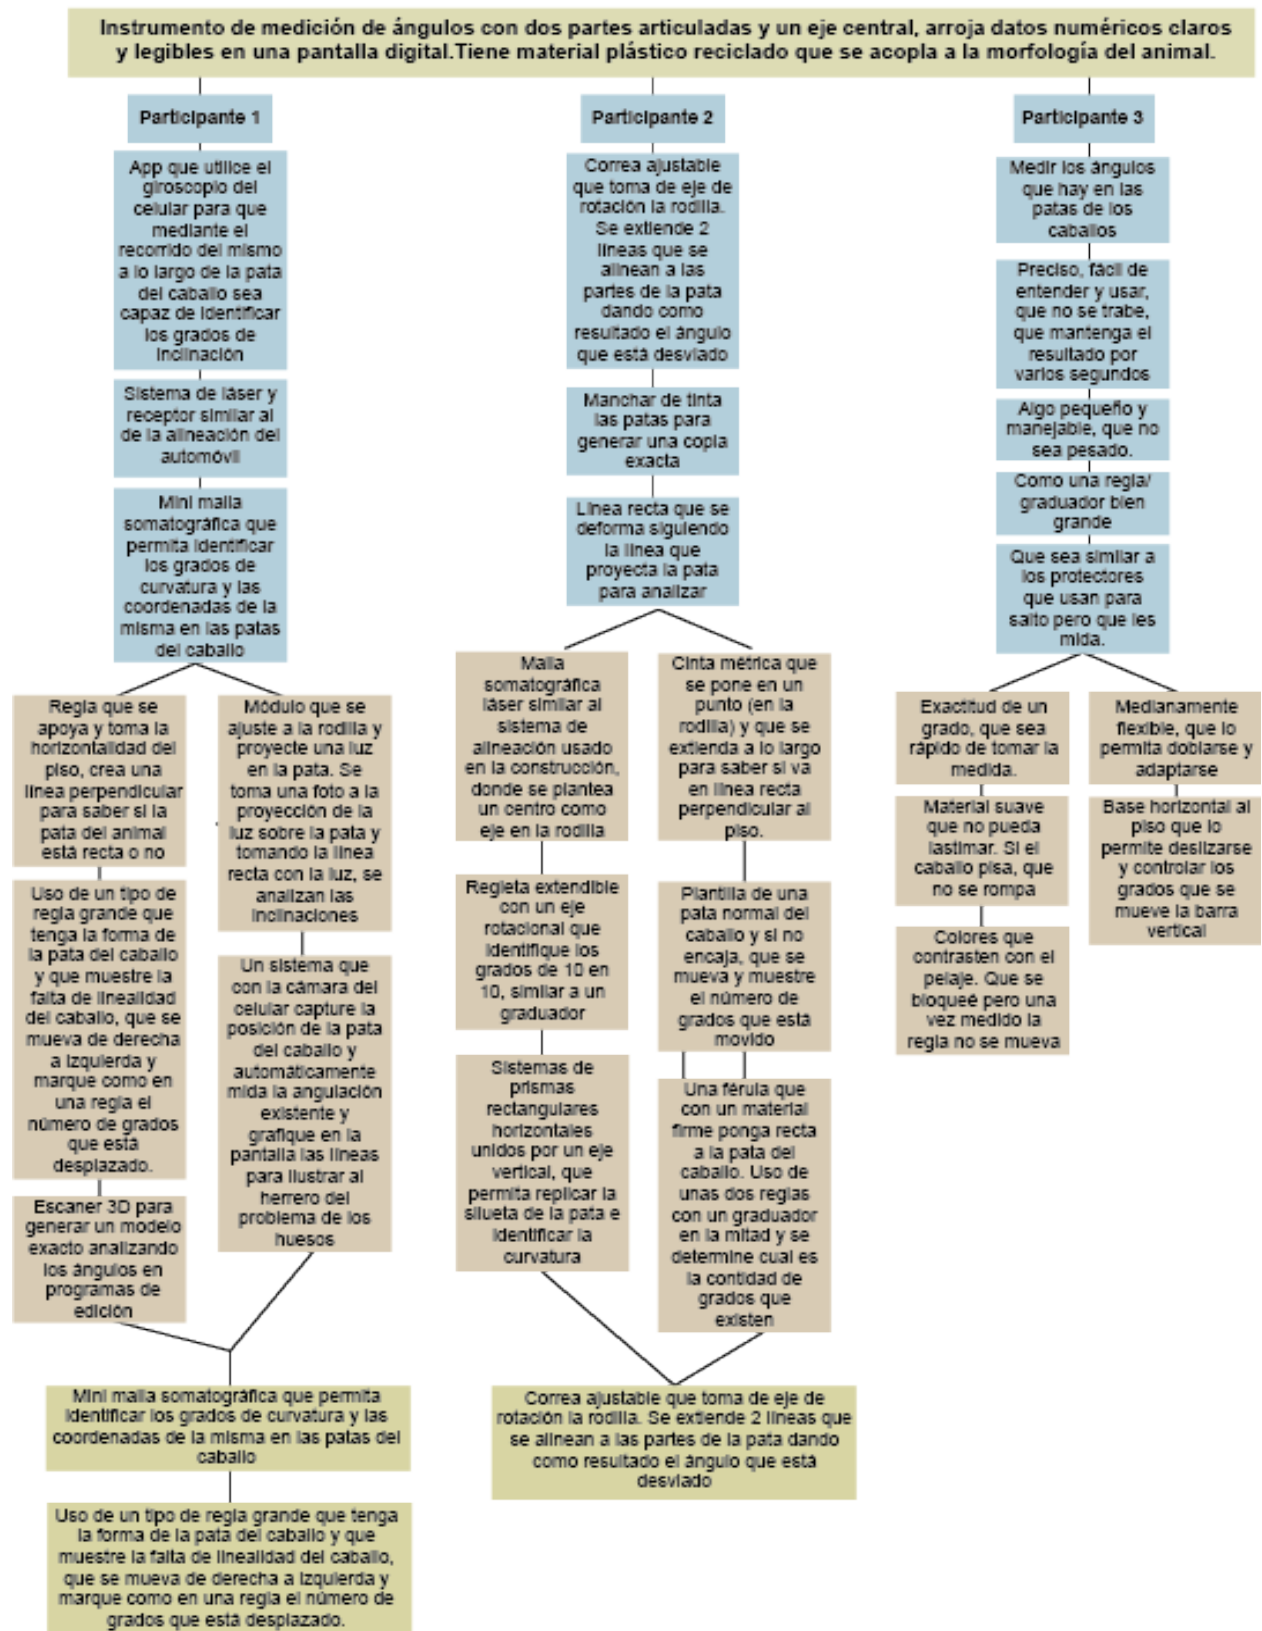 Instrumento de medición de ángulos con dos partes articuladas y un eje central, arroja datos numéricos claros
y legibles en una pantalla digital.Tiene material plástico reciclado que se acopla a la morfología del animal.
Participante 1
App que utilice el
giroscopio del
celular para que
mediante el
recorrido del mismo
a lo largo de la pata
del caballo sea
capaz de identificar
los grados de
inclinación
Sistema de láser y
receptor similar al
de la alineación del
automóvil
Mini malla
somatográfica que
permita identificar
los grados de
curvatura y las
coordenadas de la
misma en las patas
del caballo
Regla que se
apoya y toma la
horizontalidad del
piso, crea una
línea perpendicular
para saber si la
pata del animal
está recta o no
Uso de un tipo de
regla grande que
tenga la forma de
la pata del caballo
y que muestre la
falta de linealidad
del caballo, que se
mueva de derecha
a izquierda y
marque como en
una regla el
número de grados
que está
desplazado.
Escaner 3D para
generar un modelo
exacto analizando
los ángulos en
programas de
edición
Módulo que se
ajuste a la rodilla y
proyecte una luz
en la pata. Se
toma una foto a la
proyección de la
luz sobre la pata y
tomando la línea
recta con la luz, se
analizan las
inclinaciones
Un sistema que
con la cámara del
celular capture la
posición de la pata
del caballo y
automáticamente
mida la angulación
existente y
grafique en la
pantalla las líneas
para ilustrar al
herrero del
problema de los
huesos
Mini malla somatográfica que permita
identificar los grados de curvatura y las
coordenadas de la misma en las patas del
caballo
Uso de un tipo de regla grande que tenga
la forma de la pata del caballo y que
muestre la falta de linealidad del caballo,
que se mueva de derecha a izquierda y
marque como en una regla el número de
grados que está desplazado.
Participante 2
Correa ajustable
que toma de eje de
rotación la rodilla.
Se extiende 2
líneas que se
alinean a las
partes de la pata
dando como
resultado el ángulo
que está desviado
Manchar de tinta
las patas para
generar una copia
exacta
Línea recta que se
deforma siguiendo
la línea que
proyecta la pata
para analizar
Malla
somatográfica
láser similar al
sistema de
alineación usado
en la construcción,
donde se plantea
un centro como
eje en la rodilla
Regleta extendible
con un eje
rotacional que
identifique los
grados de 10 en
10, similar a un
graduador
Sistemas de
prismas
rectangulares
horizontales
unidos por un eje
vertical, que
permita replicar la
silueta de la pata e
identificar la
curvatura
Cinta métrica que
se pone en un
punto (en la
rodilla) y que se
extienda a lo largo
para saber si va
en línea recta
perpendicular al
piso.
Plantilla de una
pata normal del
caballo y si no
encaja, que se
mueva y muestre
el número de
grados que está
movido
Una férula que
con un material
firme ponga recta
a la pata del
caballo. Uso de
unas dos reglas
con un graduador
en la mitad y se
determine cual es
la contidad de
grados que
existen
Correa ajustable que toma de eje de
rotación la rodilla. Se extiende 2 líneas que
se alinean a las partes de la pata dando
como resultado el ángulo que está
desviado
Participante 3
Medir los ángulos
que hay en las
patas de los
caballos
Preciso, fácil de
entender y usar,
que no se trabe,
que mantenga el
resultado por
varios segundos
Algo pequeño y
manejable, que no
sea pesado.
Como una regla/
graduador bien
grande
Que sea similar a
los protectores
que usan para
salto pero que les
mida.
Exactitud de un
grado, que sea
rápido de tomar la
medida.
Material suave
que no pueda
lastimar. Si el
caballo pisa, que
no se rompa
Colores que
contrasten con el
pelaje. Que se
bloqueé pero una
vez medido la
regla no se mueva
Medianamente
flexible, que lo
permita doblarse y
adaptarse
Base horizontal al
piso que lo
permite deslizarse
y controlar los
grados que se
mueve la barra
vertical